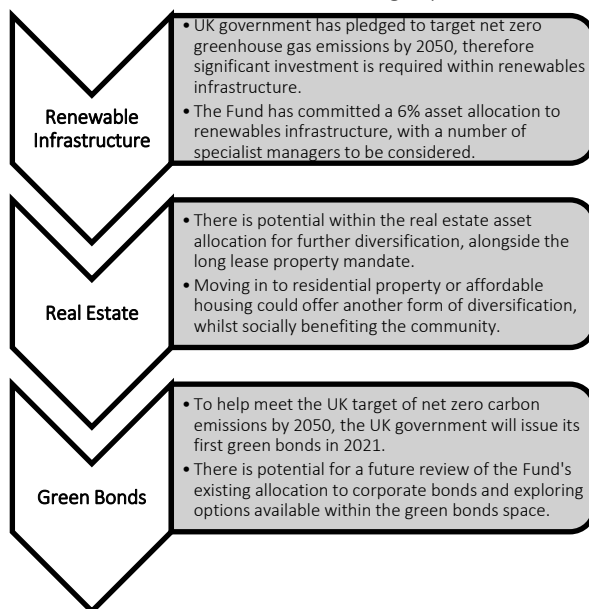 Renewable
Infrastructure
• UK government has pledged to target net zero
greenhouse gas emissions by 2050, therefore
significant investment is required within renewables
infrastructure.
• The Fund has committed a 6% asset allocation to
renewables infrastructure, with a number of
specialist managers to be considered.
Real Estate
• There is potential within the real estate asset
allocation for further diversification, alongside the
long lease property mandate.
• Moving in to residential property or affordable
housing could offer another form of diversification,
whilst socially benefiting the community.
Green Bonds
• To help meet the UK target of net zero carbon
emissions by 2050, the UK government will issue its
first green bonds in 2021.
• There is potential for a future review of the Fund's
existing allocation to corporate bonds and exploring
options available within the green bonds space.